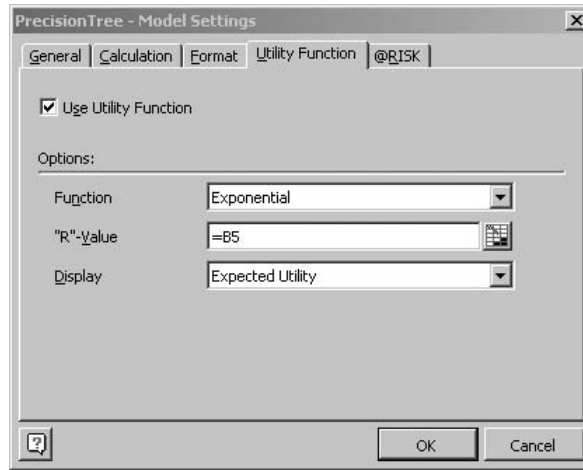 PrecisionTree - Model Settings
General Calculation Format Utility Function @RISK
Use Utility Function
Options:
Function Exponential
"R"-Value =B5
Display Expected Utility
OK Cancel